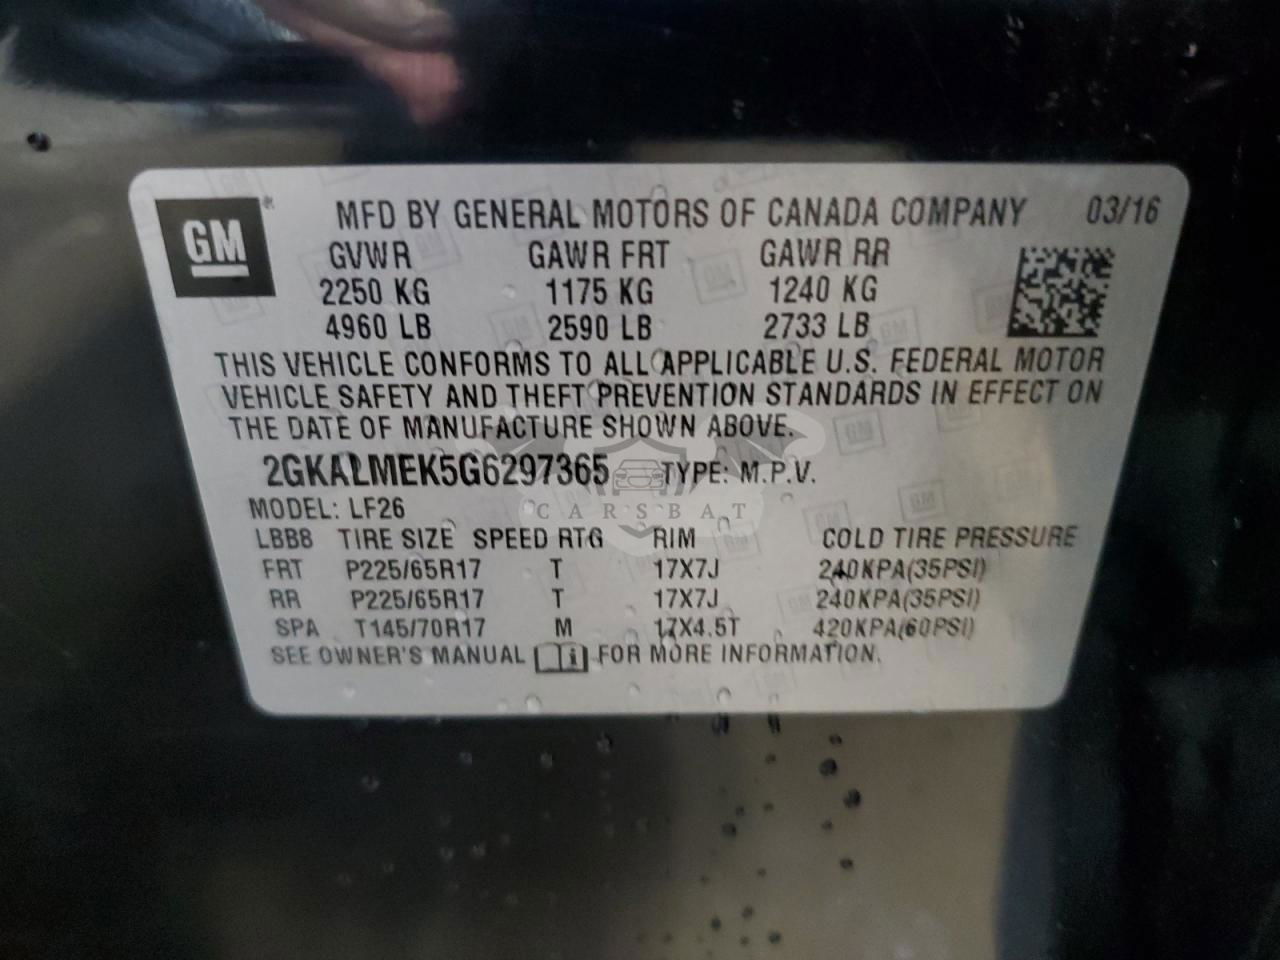 GM ® MFD BY GENERAL MOTORS OF CANADA COMPANY 03/16
GVWR GAWR FRT GAWR RR
2250 KG 1175 KG 1240 KG
4960 LB 2590 LB 2733 LB
THIS VEHICLE CONFORMS TO ALL APPLICABLE U.S. FEDERAL MOTOR
VEHICLE SAFETY AND THEFT PREVENTION STANDARDS IN EFFECT ON
THE DATE OF MANUFACTURE SHOWN ABOVE.
2GKALMEK5G6297365 TYPE: M.P.V.
CARSBAT
MODEL: LF26
LBB8 TIRE SIZE SPEED RTG RIM COLD TIRE PRESSURE
FRT P225/65R17 T 17X7J 240KPA(35PSI)
RR P225/65R17 T 17X7J 240KPA(35PSI)
SPA T145/70R17 M 17X4.5T 420KPA(60PSI)
SEE OWNER'S MANUAL i FOR MORE INFORMATION.